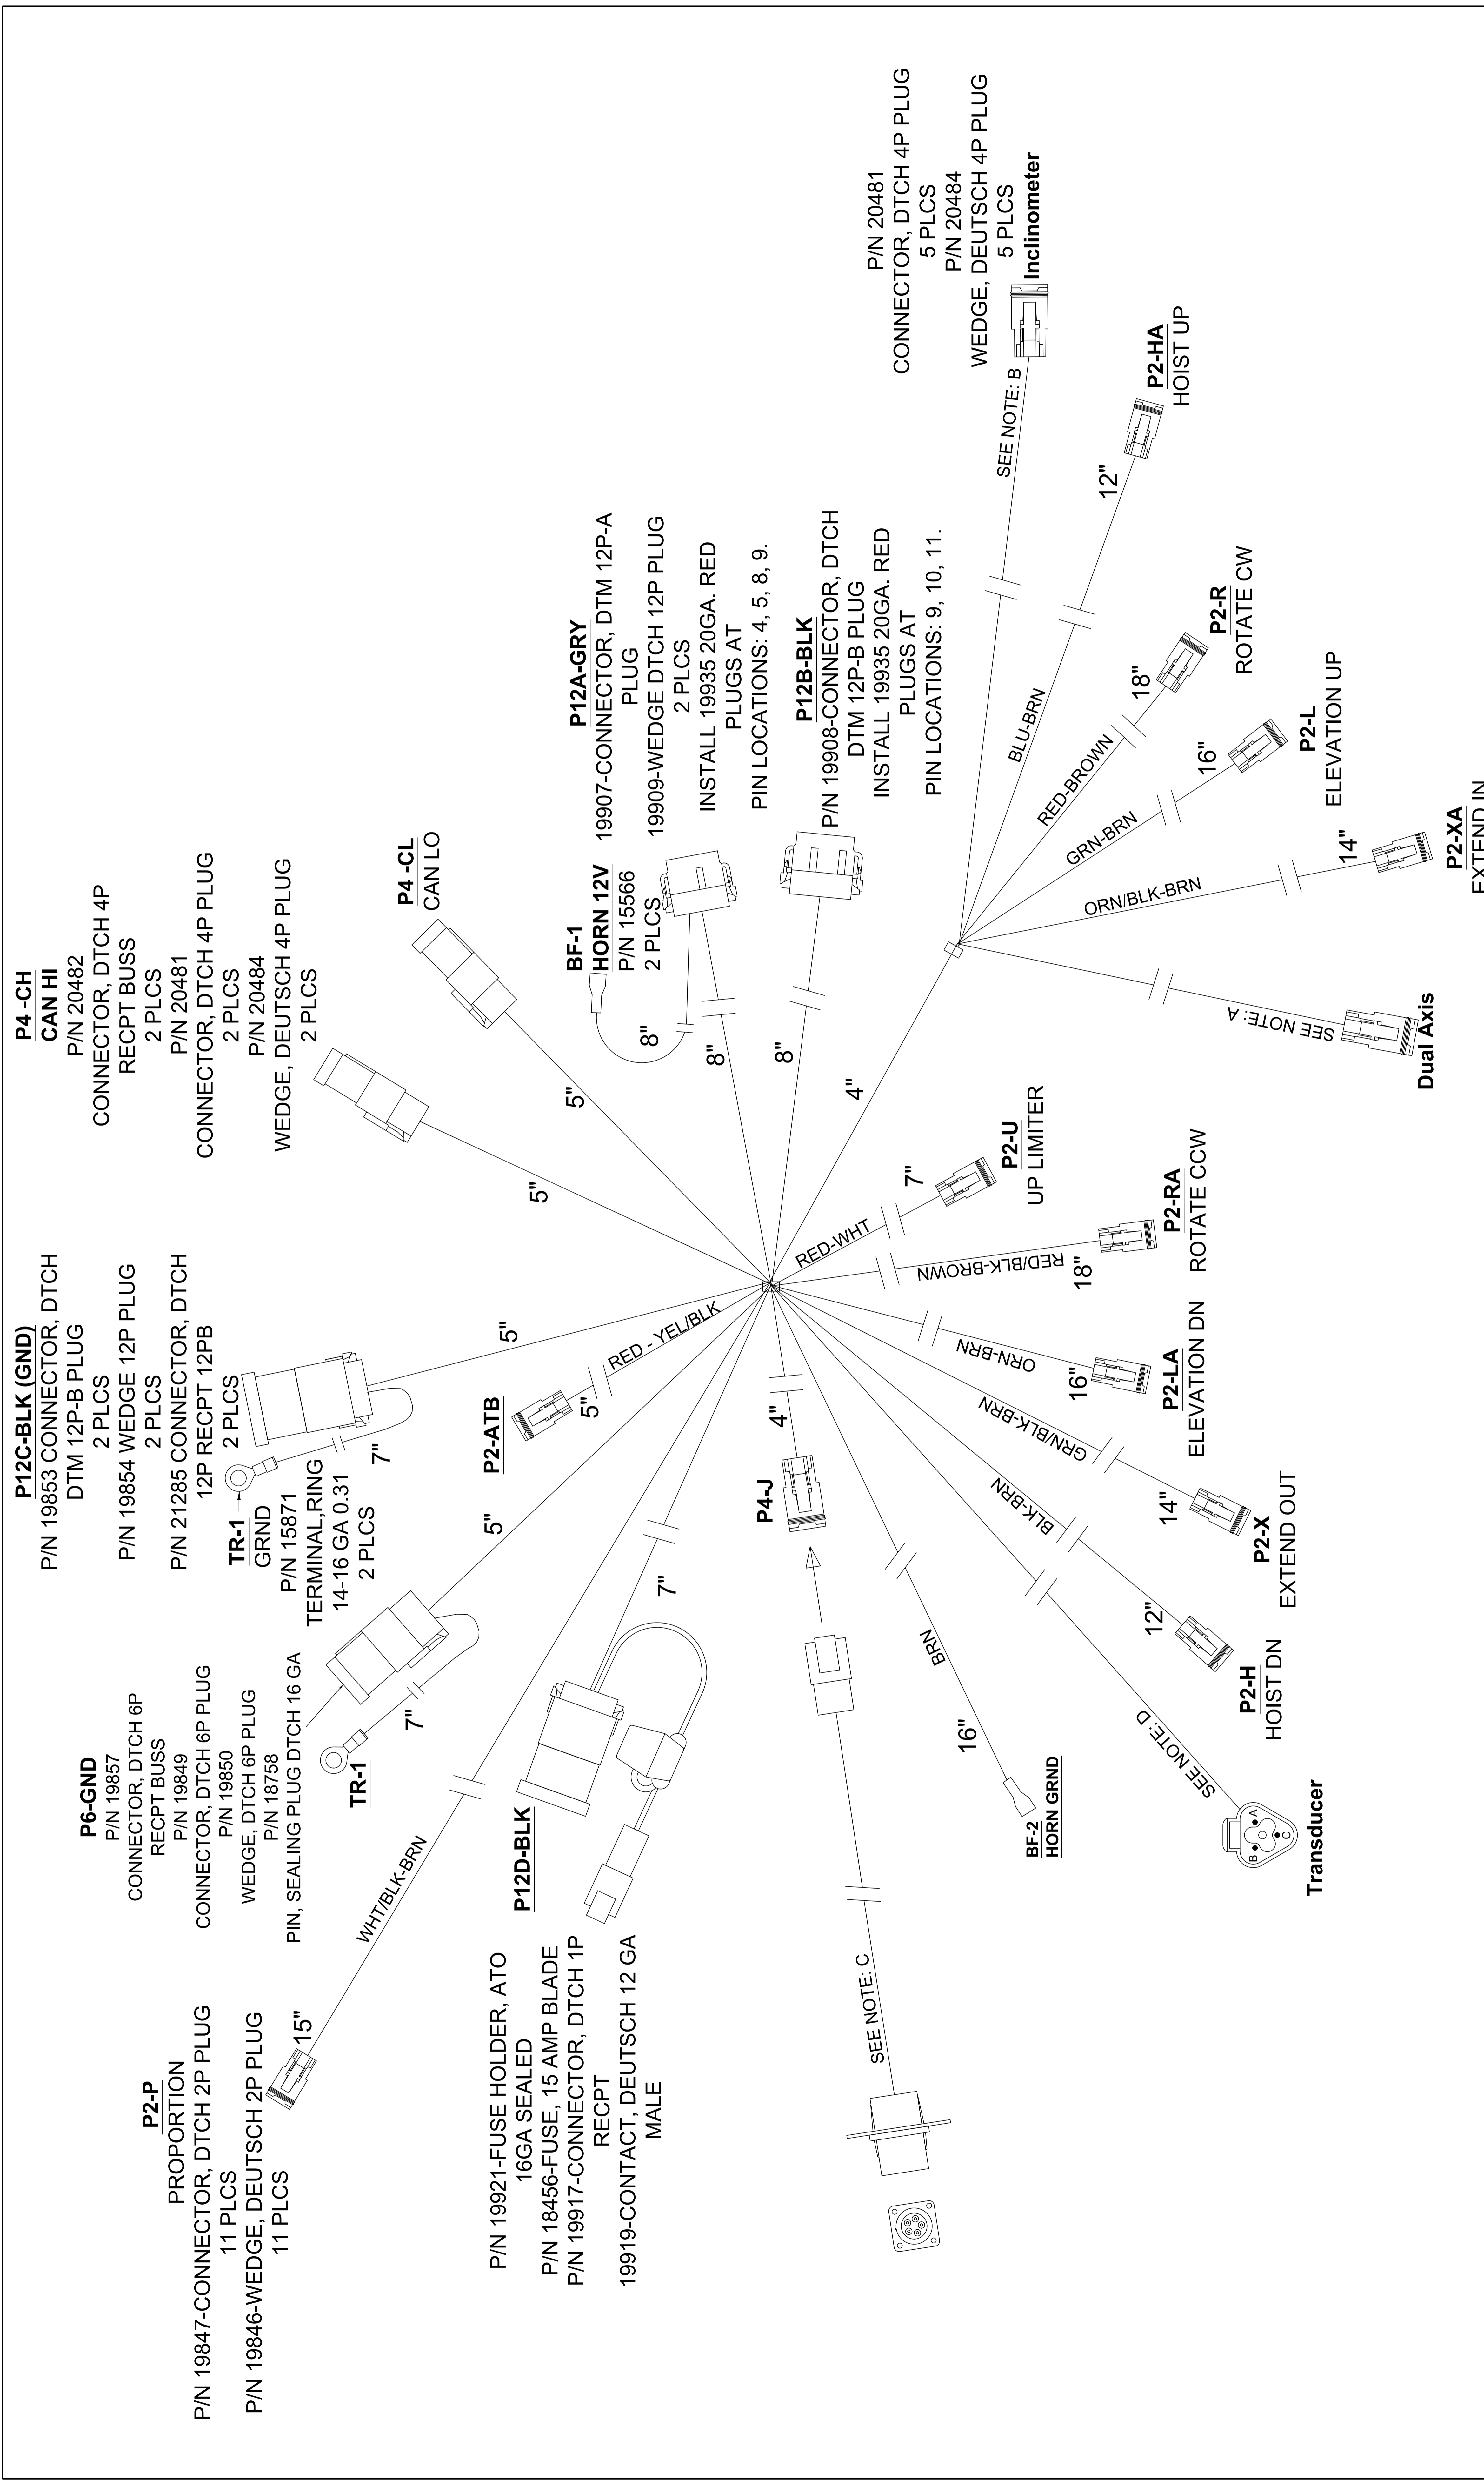 P2-P
PROPORTION
P/N 19847-CONNECTOR, DTCH 2P PLUG
11 PLCS
P/N 19846-WEDGE, DEUTSCH 2P PLUG
11 PLCS
15"
WHT/BLK-BRN
P6-GND
P/N 19857
CONNECTOR, DTCH 6P
RECPT BUSS
P/N 19849
CONNECTOR, DTCH 6P PLUG
P/N 19850
WEDGE, DTCH 6P PLUG
P/N 18758
PIN, SEALING PLUG DTCH 16 GA
TR-1
7"
5"
P12C-BLK (GND)
P/N 19853 CONNECTOR, DTCH
DTM 12P-B PLUG
2 PLCS
P/N 19854 WEDGE 12P PLUG
2 PLCS
P/N 21285 CONNECTOR, DTCH
12P RECPT 12PB
2 PLCS
TR-1
GRND
P/N 15871
TERMINAL,RING
14-16 GA 0.31
2 PLCS
7"
5"
P4 -CH
CAN HI
P/N 20482
CONNECTOR, DTCH 4P
RECPT BUSS
2 PLCS
P/N 20481
CONNECTOR, DTCH 4P PLUG
2 PLCS
P/N 20484
WEDGE, DEUTSCH 4P PLUG
2 PLCS
5"
P4 -CL
CAN LO
5"
P2-ATB
5"
RED - YEL/BLK
P12D-BLK
7"
P/N 19921-FUSE HOLDER, ATO
16GA SEALED
P/N 18456-FUSE, 15 AMP BLADE
P/N 19917-CONNECTOR, DTCH 1P
RECPT
19919-CONTACT, DEUTSCH 12 GA
MALE
BF-1
HORN 12V
P/N 15566
2 PLCS
8"
8"
P12A-GRY
19907-CONNECTOR, DTM 12P-A
PLUG
19909-WEDGE DTCH 12P PLUG
2 PLCS
INSTALL 19935 20GA. RED
PLUGS AT
PIN LOCATIONS: 4, 5, 8, 9.
8"
P12B-BLK
P/N 19908-CONNECTOR, DTCH
DTM 12P-B PLUG
INSTALL 19935 20GA. RED
PLUGS AT
PIN LOCATIONS: 9, 10, 11.
4"
P/N 20481
CONNECTOR, DTCH 4P PLUG
5 PLCS
P/N 20484
WEDGE, DEUTSCH 4P PLUG
5 PLCS
Inclinometer
SEE NOTE: B
P2-HA
HOIST UP
12"
BLU-BRN
P2-R
ROTATE CW
18"
RED-BROWN
P2-L
ELEVATION UP
16"
GRN-BRN
P2-XA
EXTEND IN
14"
ORN/BLK-BRN
SEE NOTE: A
Dual Axis
P4-J
4"
SEE NOTE: C
P2-U
UP LIMITER
7"
RED-WHT
P2-RA
ROTATE CCW
18"
RED/BLK-BROWN
P2-LA
ELEVATION DN
16"
ORN-BRN
P2-X
EXTEND OUT
14"
GRN/BLK-BRN
P2-H
HOIST DN
12"
BLK-BRN
BF-2
HORN GRND
16"
BRN
SEE NOTE: D
A
B
C
Transducer